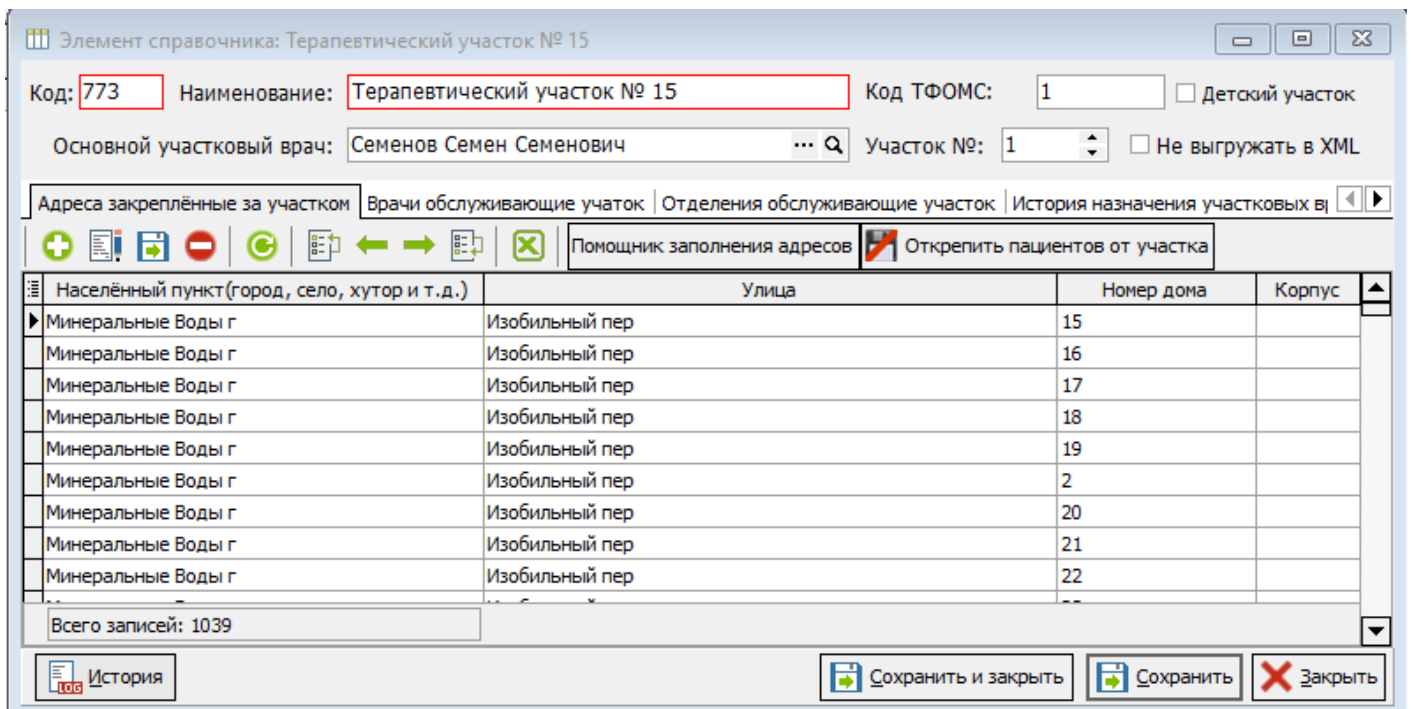 Элемент справочника: Терапевтический участок № 15
Код: 773 Наименование: Терапевтический участок № 15 Код ТФОМС: 1 Детский участок
Основной участковый врач: Семенов Семен Семенович ... Участок №: 1 Не выгружать в XML
Адреса закреплённые за участком Врачи обслуживающие учаток Отделения обслуживающие участок История назначения участковых
Помощник заполнения адресов Открепить пациентов от участка
Населённый пункт(город, село, хутор и т.д.) Улица Номер дома Корпус
Минеральные Воды г Изобильный пер 15
Минеральные Воды г Изобильный пер 16
Минеральные Воды г Изобильный пер 17
Минеральные Воды г Изобильный пер 18
Минеральные Воды г Изобильный пер 19
Минеральные Воды г Изобильный пер 2
Минеральные Воды г Изобильный пер 20
Минеральные Воды г Изобильный пер 21
Минеральные Воды г Изобильный пер 22
Всего записей: 1039
LOG История Сохранить и закрыть Сохранить Закрыть